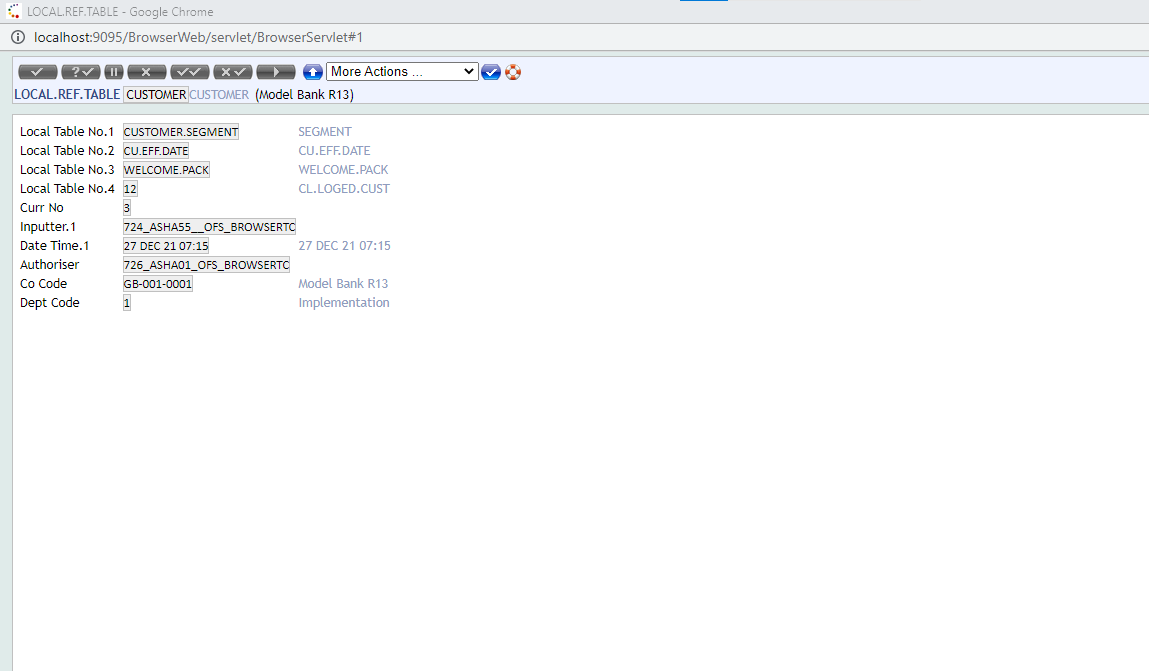 LOCAL.REF.TABLE - Google Chrome
localhost:9095/BrowserWeb/servlet/BrowserServlet#1
More Actions ...
LOCAL.REF.TABLE CUSTOMER CUSTOMER (Model Bank R13)
Local Table No.1 CUSTOMER.SEGMENT SEGMENT
Local Table No.2 CU.EFF.DATE CU.EFF.DATE
Local Table No.3 WELCOME.PACK WELCOME.PACK
Local Table No.4 12 CL.LOGED.CUST
Curr No 3
Inputter.1 724_ASHA55__OFS_BROWSERTC
Date Time.1 27 DEC 21 07:15 27 DEC 21 07:15
Authoriser 726_ASHA01_OFS_BROWSERTC
Co Code GB-001-0001 Model Bank R13
Dept Code 1 Implementation